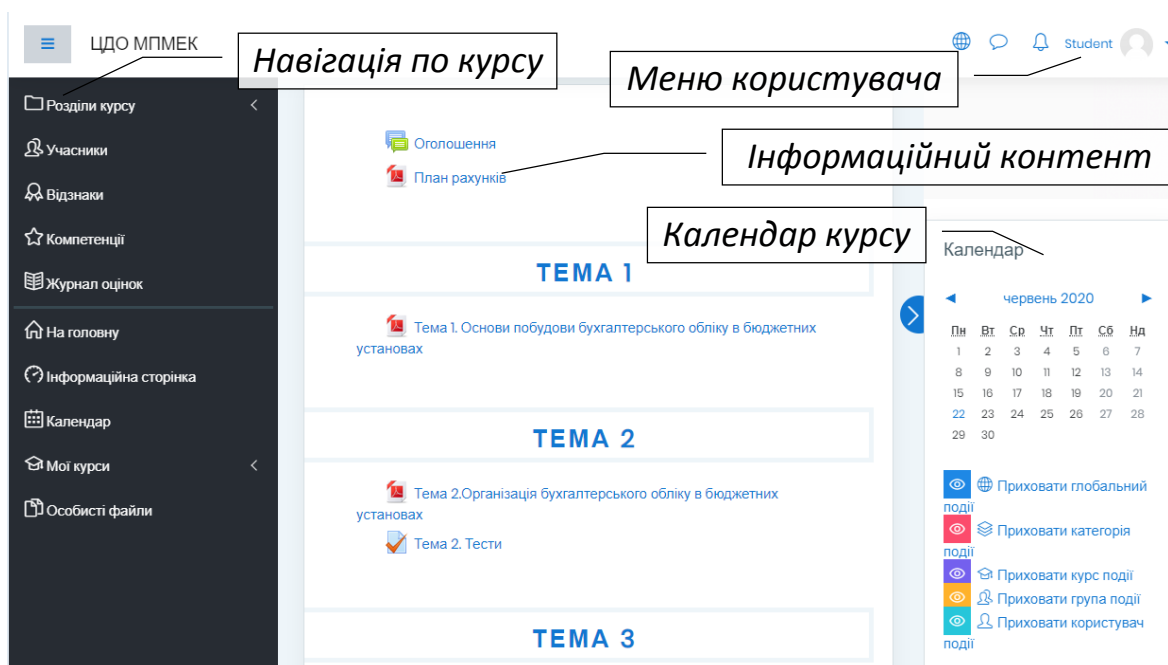 ЦДО МПМЕК
Student
Навігація по курсу
Меню користувача
Інформаційний контент
Календар курсу
Розділи курсу
Учасники
Відзнаки
Компетенції
Журнал оцінок
На головну
Інформаційна сторінка
Календар
Мої курси
Особисті файли
Оголошення
План рахунків
ТЕМА 1
Тема 1. Основи побудови бухгалтерського обліку в бюджетних
установах
ТЕМА 2
Тема 2.Організація бухгалтерського обліку в бюджетних
установах
Тема 2. Тести
ТЕМА 3
Календар
◄ червень 2020 ►
Пн Вт Ср Чт Пт Сб Нд
1 2 3 4 5 6 7
8 9 10 11 12 13 14
15 16 17 18 19 20 21
22 23 24 25 26 27 28
29 30
Приховати глобальний
події
Приховати категорія
події
Приховати курс події
Приховати група події
Приховати користувач
події